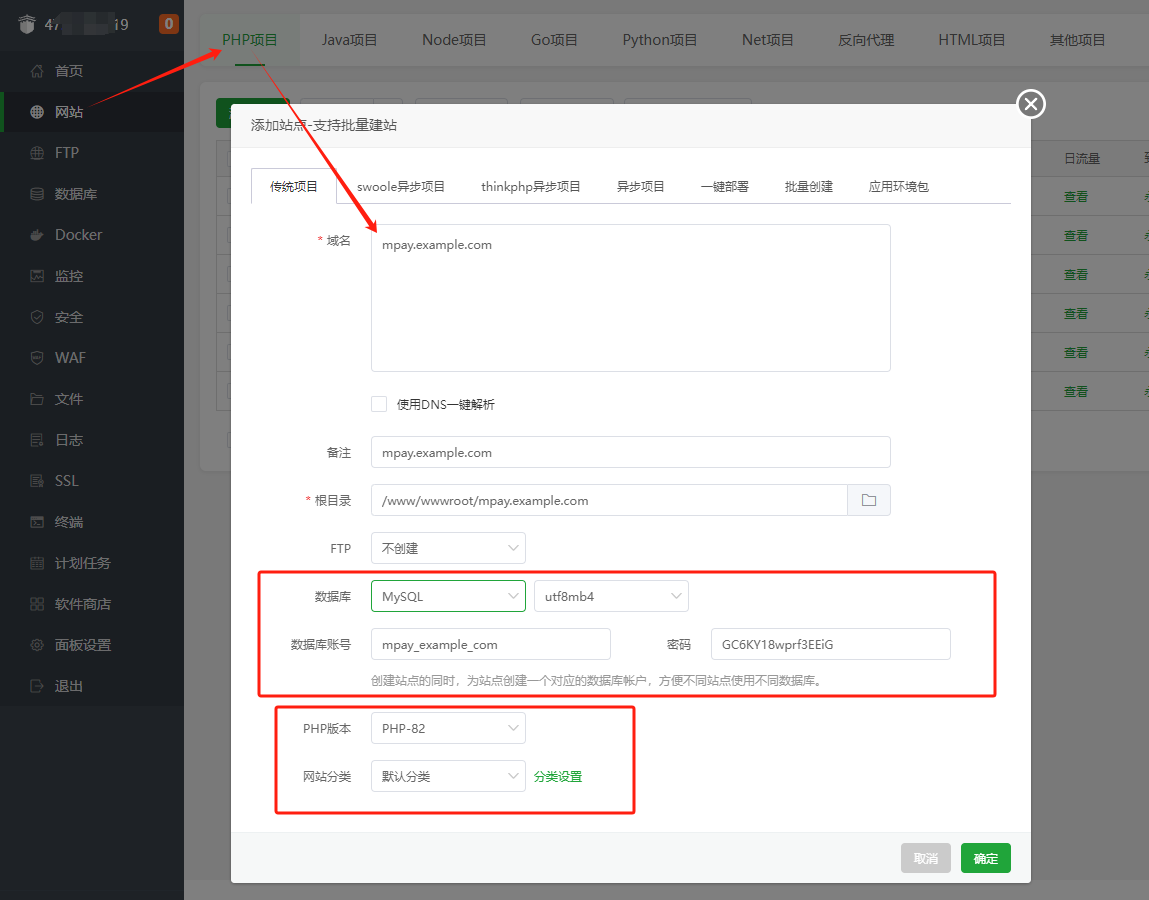 47 19 0
首页
网站
FTP
数据库
Docker
监控
安全
WAF
文件
日志
SSL
终端
计划任务
软件商店
面板设置
退出
PHP项目 Java项目 Node项目 Go项目 Python项目 Net项目 反向代理 HTML项目 其他项目
日流量
查看
查看
查看
查看
查看
查看
添加站点-支持批量建站
传统项目 swoole异步项目 thinkphp异步项目 异步项目 一键部署 批量创建 应用环境包
* 域名 mpay.example.com
使用DNS一键解析
备注 mpay.example.com
* 根目录 /www/wwwroot/mpay.example.com
FTP 不创建
数据库 MySQL utf8mb4
数据库账号 mpay_example_com 密码 GC6KY18wprf3EEiG
创建站点的同时，为站点创建一个对应的数据库帐户，方便不同站点使用不同数据库。
PHP版本 PHP-82
网站分类 默认分类 分类设置
取消 确定